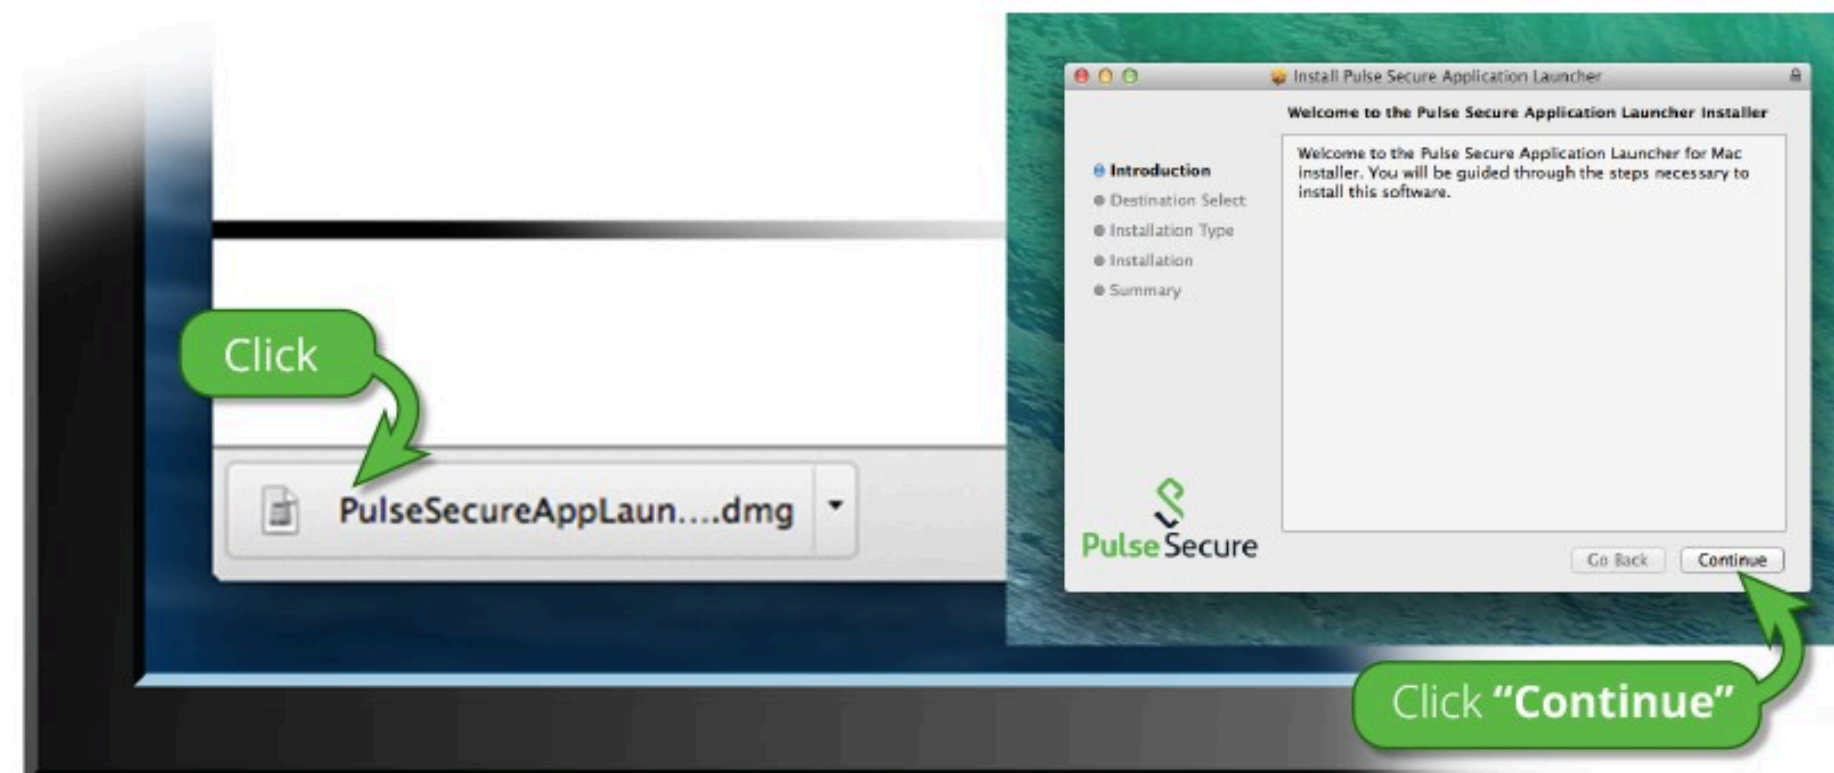 Click
PulseSecureAppLaun....dmg
Install Pulse Secure Application Launcher
Welcome to the Pulse Secure Application Launcher Installer
Introduction
Destination Select
Installation Type
Installation
Summary
Welcome to the Pulse Secure Application Launcher for Mac
installer. You will be guided through the steps necessary to
install this software.
Pulse Secure
Go Back
Continue
Click "Continue"